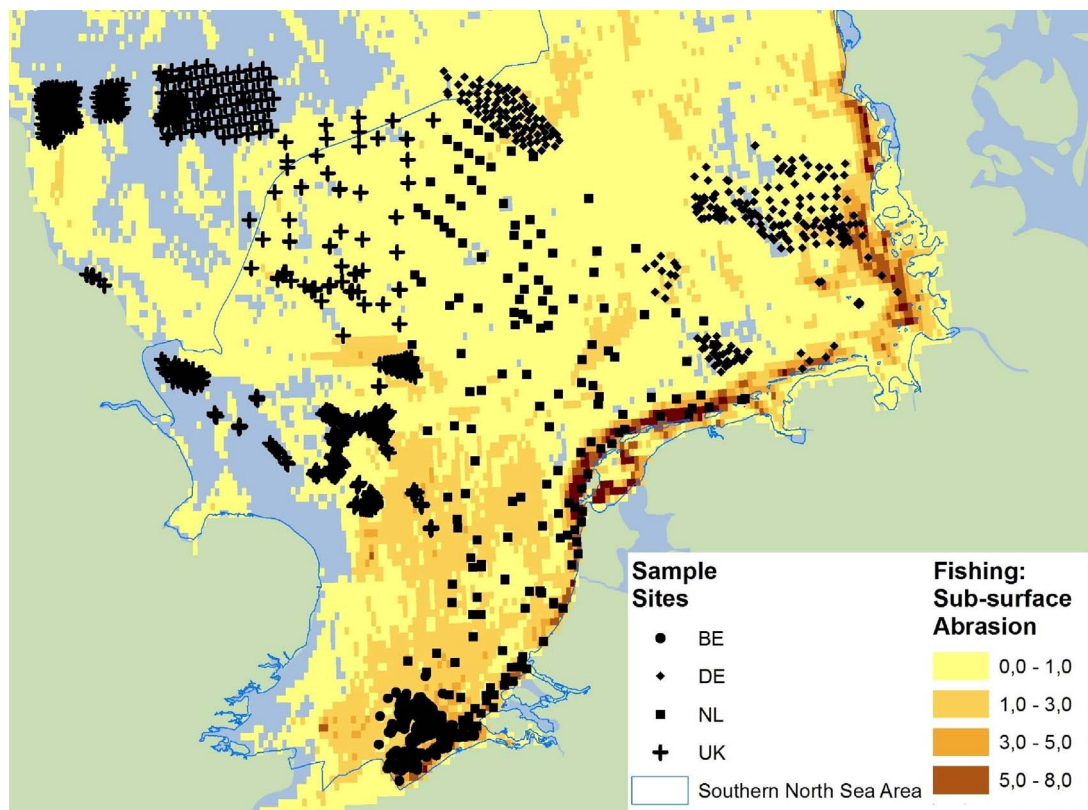 Sample
Sites
BE
DE
NL
UK
Southern North Sea Area
Fishing:
Sub-surface
Abrasion
0,0 - 1,0
1,0 - 3,0
3,0 - 5,0
5,0 - 8,0